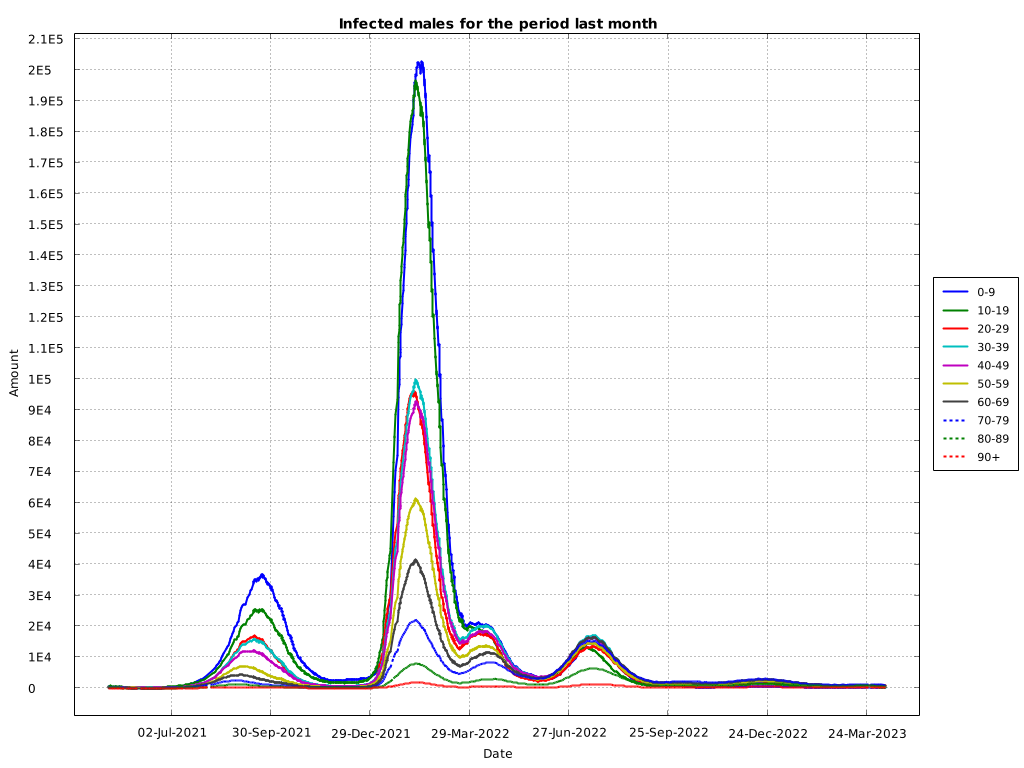 Infected males for the period last month
2.1E5
2E5
1.9E5
1.8E5
1.7E5
1.6E5
1.5E5
1.4E5
1.3E5
1.2E5
1.1E5
1E5
9E4
8E4
7E4
6E4
5E4
4E4
3E4
2E4
1E4
0
Amount
02-Jul-2021 30-Sep-2021 29-Dec-2021 29-Mar-2022 27-Jun-2022 25-Sep-2022 24-Dec-2022 24-Mar-2023
Date
0-9
10-19
20-29
30-39
40-49
50-59
60-69
70-79
80-89
90+